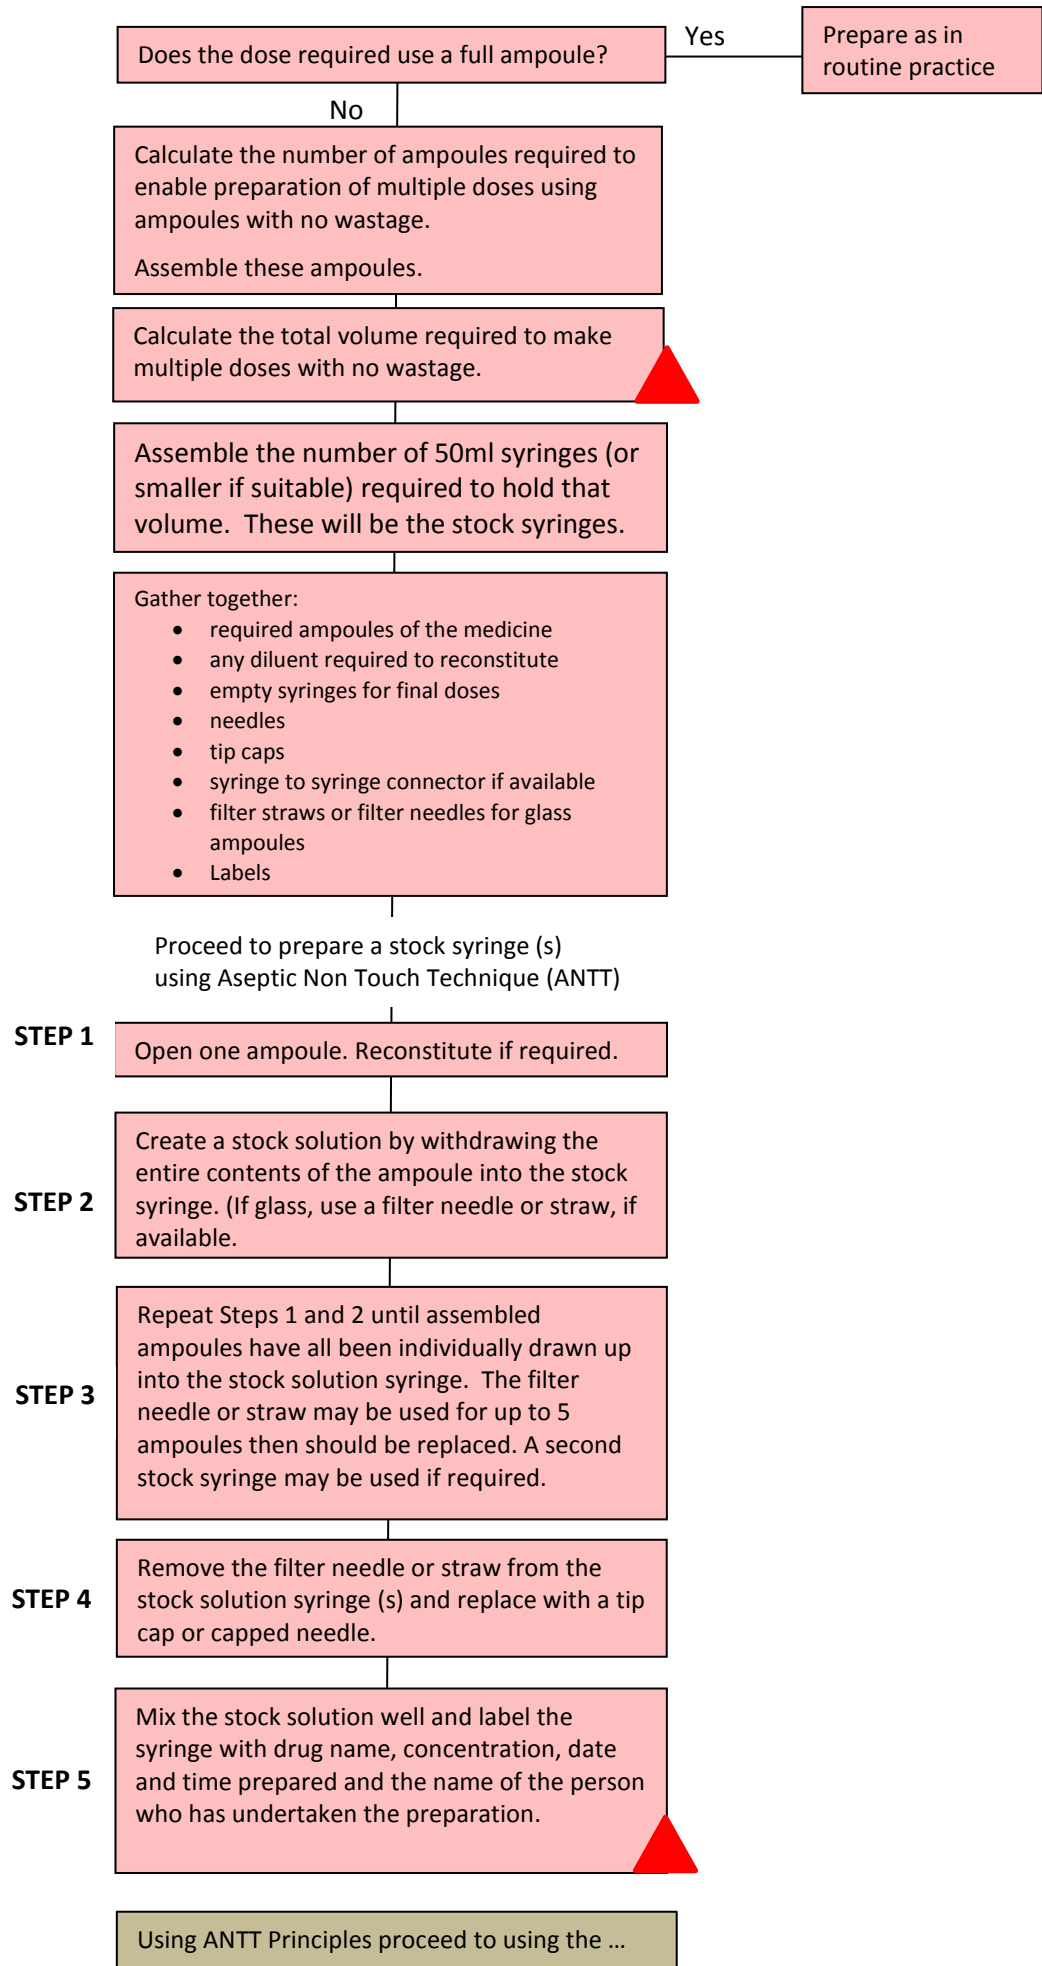 Does the dose required use a full ampoule?
Yes
Prepare as in
routine practice
No
Calculate the number of ampoules required to
enable preparation of multiple doses using
ampoules with no wastage.
Assemble these ampoules.
Calculate the total volume required to make
multiple doses with no wastage.
Assemble the number of 50ml syringes (or
smaller if suitable) required to hold that
volume.  These will be the stock syringes.
Gather together:
• required ampoules of the medicine
• any diluent required to reconstitute
• empty syringes for final doses
• needles
• tip caps
• syringe to syringe connector if available
• filter straws or filter needles for glass
ampoules
• Labels
Proceed to prepare a stock syringe (s)
using Aseptic Non Touch Technique (ANTT)
STEP 1
Open one ampoule. Reconstitute if required.
STEP 2
Create a stock solution by withdrawing the
entire contents of the ampoule into the stock
syringe. (If glass, use a filter needle or straw, if
available.
STEP 3
Repeat Steps 1 and 2 until assembled
ampoules have all been individually drawn up
into the stock solution syringe.  The filter
needle or straw may be used for up to 5
ampoules then should be replaced. A second
stock syringe may be used if required.
STEP 4
Remove the filter needle or straw from the
stock solution syringe (s) and replace with a tip
cap or capped needle.
STEP 5
Mix the stock solution well and label the
syringe with drug name, concentration, date
and time prepared and the name of the person
who has undertaken the preparation.
Using ANTT Principles proceed to using the …